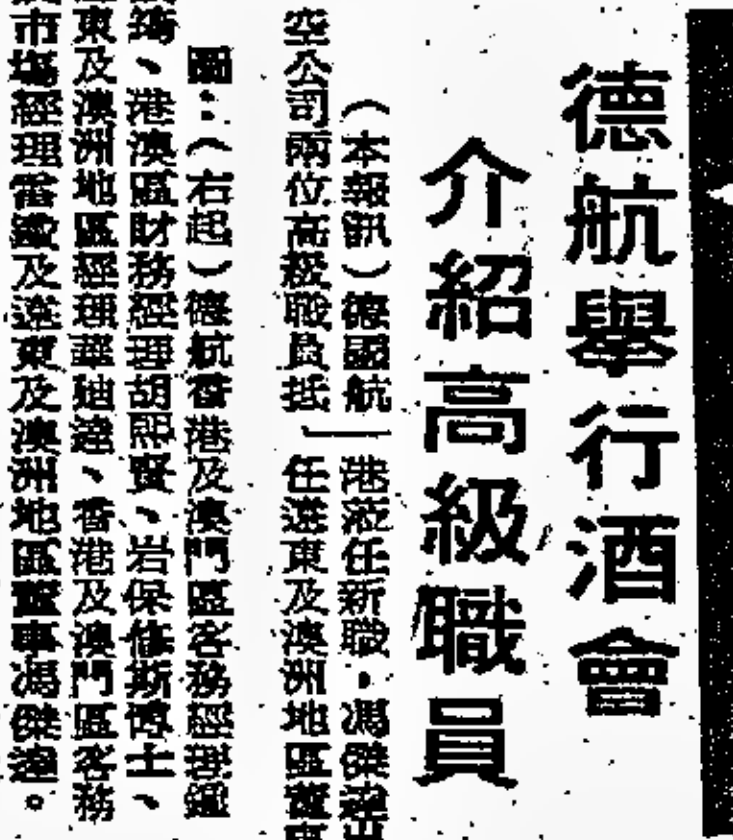 德航舉行酒會
介紹高級職員
（本報訊）德國航
空公司兩位高級職員抵
港蒞任新職，馮傑達出
任遠東及澳洲地區董事
圖：（右起）德航香港及澳門區客務經理
、港澳區財務經理胡熙賢、岩保修斯博士、
東及澳洲地區經理華迪達、香港及澳門區客務
市場經理雷 及遠東及澳洲地區董事馮傑達。